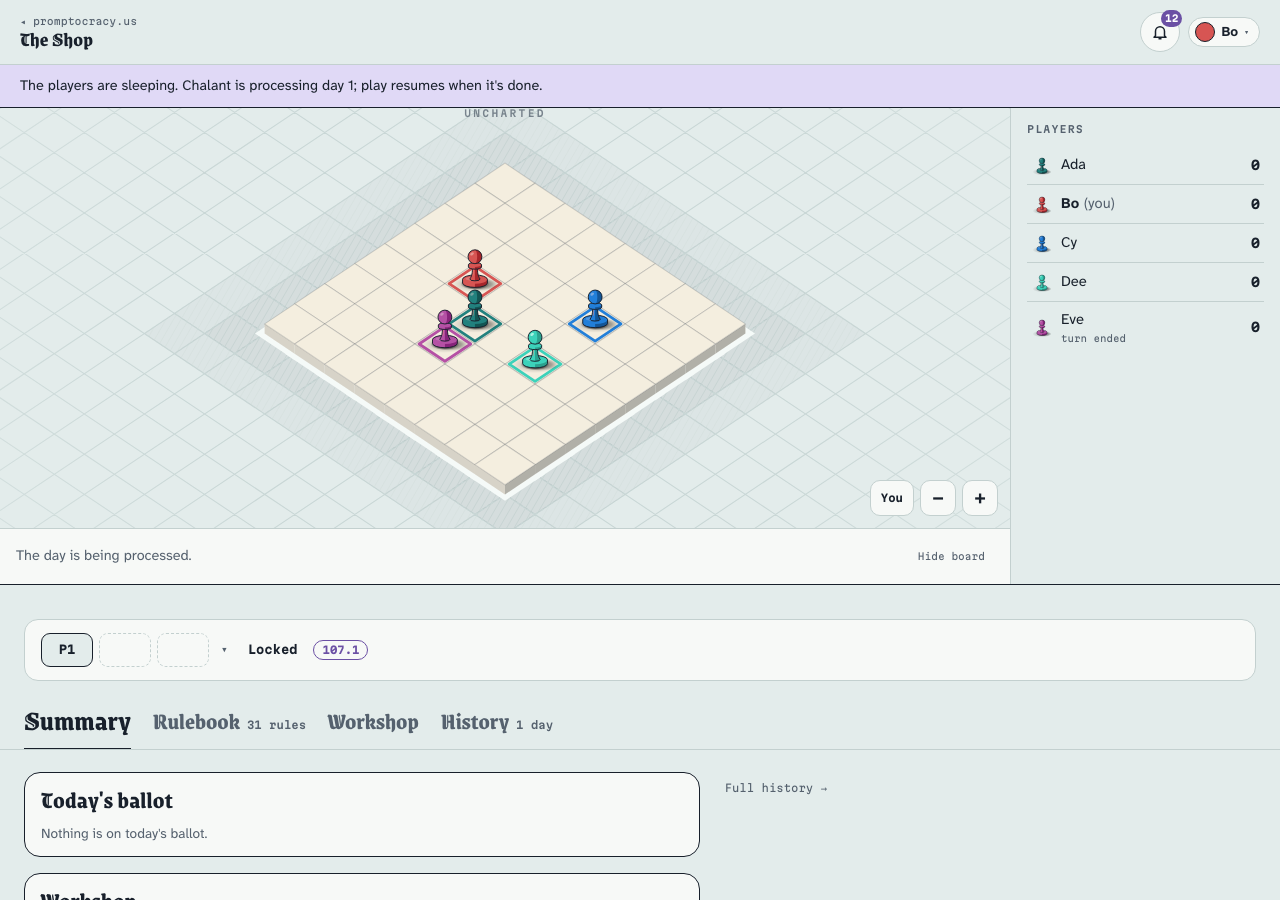 ◂ promptocracy.us
The Shop
12
Bo ▾
The players are sleeping. Chalant is processing day 1; play resumes when it's done.
UNCHARTED
PLAYERS
Ada 0
Bo (you) 0
Cy 0
Dee 0
Eve 0
turn ended
You − +
The day is being processed.
Hide board
P1 ▾ Locked 107.1
Summary Rulebook 31 rules Workshop History 1 day
Today's ballot
Full history →
Nothing is on today's ballot.
Workshop